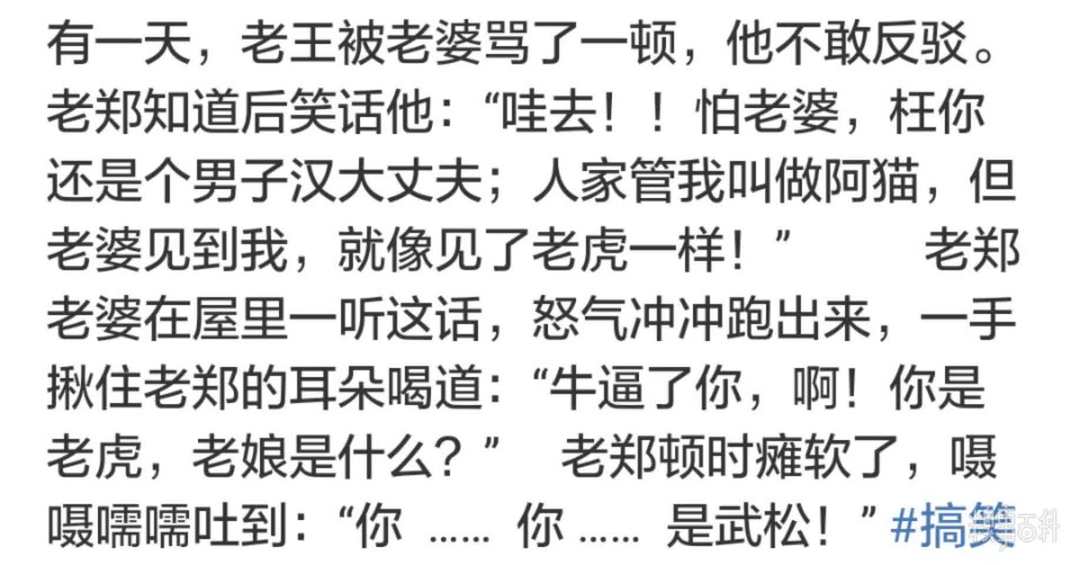 有一天，老王被老婆骂了一顿，他不敢反驳。
老郑知道后笑话他：“哇去！！怕老婆，枉你
还是个男子汉大丈夫；人家管我叫做阿猫，但
老婆见到我，就像见了老虎一样！” 老郑
老婆在屋里一听这话，怒气冲冲跑出来，一手
揪住老郑的耳朵喝道：“牛逼了你，啊！你是
老虎，老娘是什么？” 老郑顿时瘫软了，嗫
嗫嚅嚅吐到：“你 …… 你 …… 是武松！” #搞笑